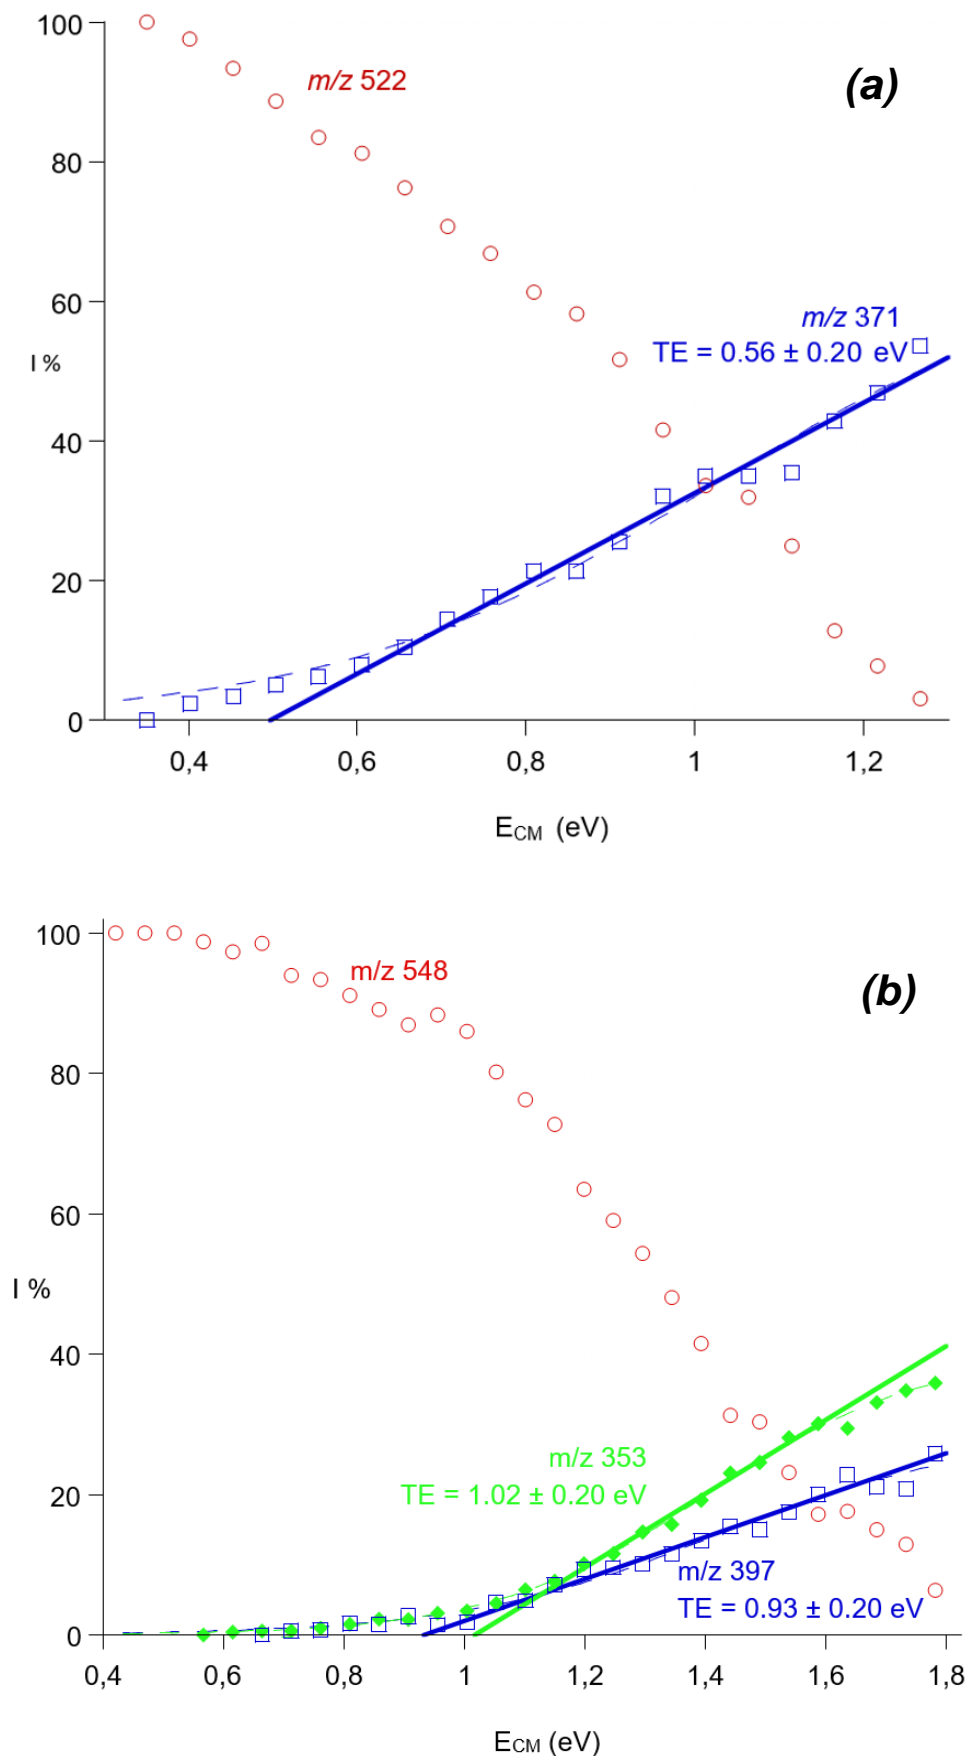 100
80
60
40
20
0
I %
m/z 522
(a)
m/z 371
TE = 0.56 ± 0.20 eV
0,4 0,6 0,8 1 1,2
ECM (eV)
100
80
60
40
20
0
I %
m/z 548
(b)
m/z 353
TE = 1.02 ± 0.20 eV
m/z 397
TE = 0.93 ± 0.20 eV
0,4 0,6 0,8 1 1,2 1,4 1,6 1,8
ECM (eV)